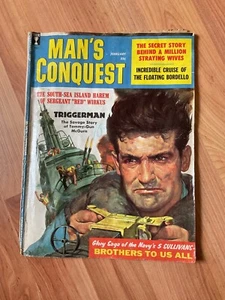 MAN'S
CONQUEST
THE SECRET STORY
BEHIND A MILLION
STRAYING WIVES
INCREDIBLE CRUISE OF
THE FLOATING BORDELLO
THE SOUTH-SEA ISLAND HAREM
OF SERGEANT "RED" WIRKUS
TRIGGERMAN
The Savage Story
of Tommy-Gun
McGurn
Glory Saga of the Navy's 5 SULLIVANS:
BROTHERS TO US ALL